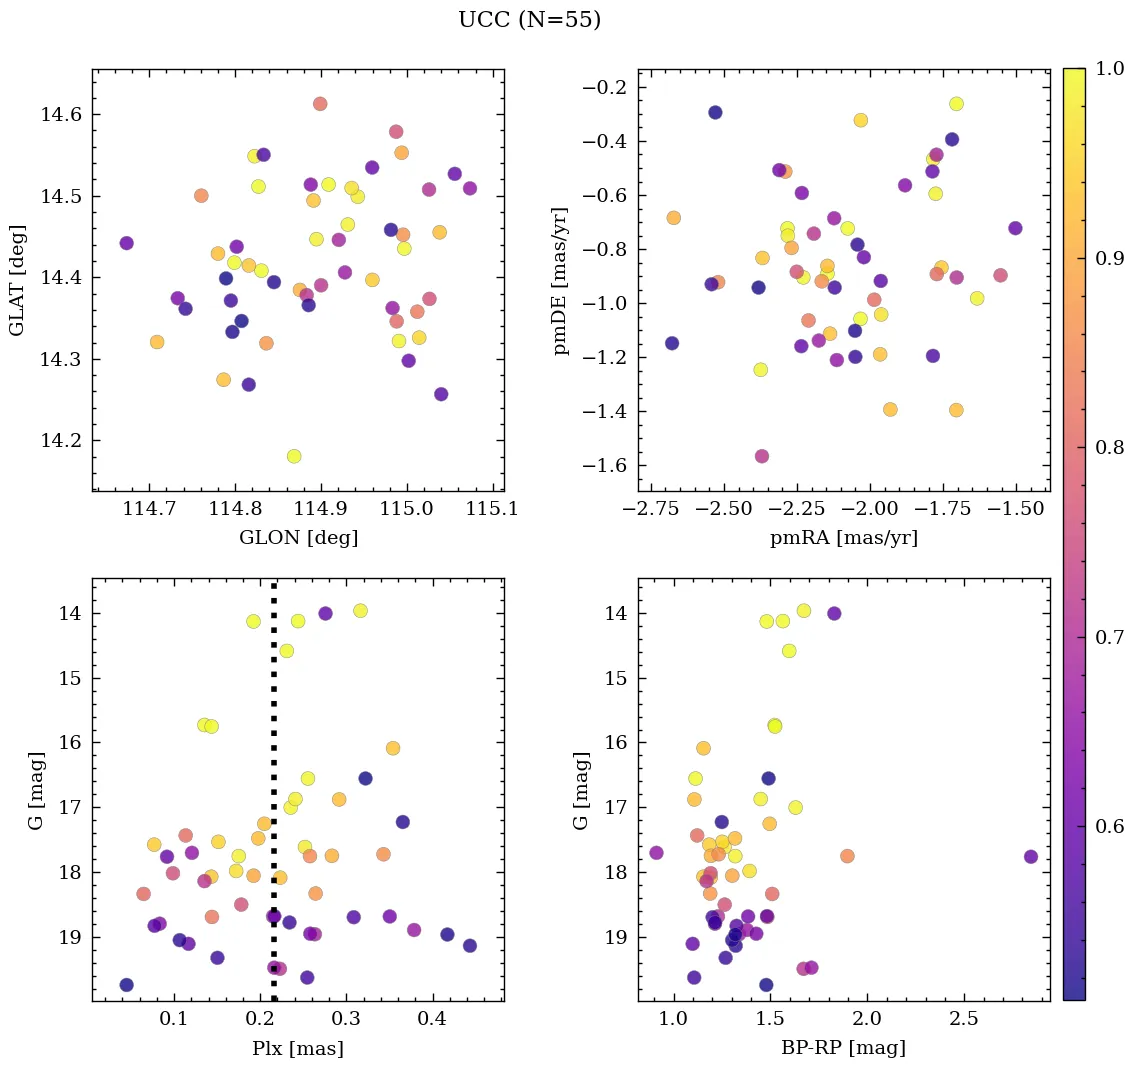 UCC (N=55)
14.6
14.5
14.4
14.3
14.2
GLAT [deg]
114.7 114.8 114.9 115.0 115.1
GLON [deg]
−0.2
−0.4
−0.6
−0.8
−1.0
−1.2
−1.4
−1.6
pmDE [mas/yr]
−2.75 −2.50 −2.25 −2.00 −1.75 −1.50
pmRA [mas/yr]
1.0
0.9
0.8
0.7
0.6
14
15
16
17
18
19
G [mag]
0.1 0.2 0.3 0.4
Plx [mas]
14
15
16
17
18
19
G [mag]
1.0 1.5 2.0 2.5
BP-RP [mag]